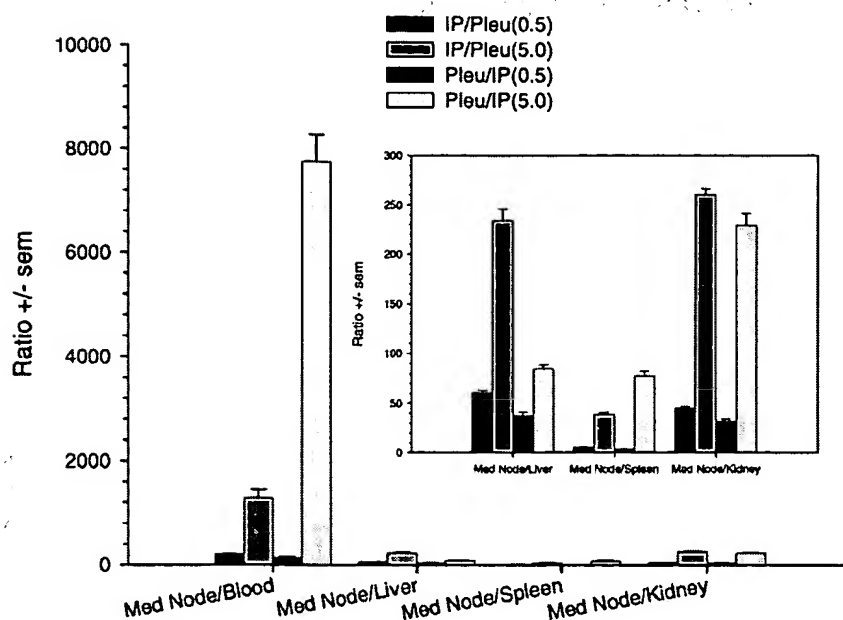 IP/Pleu(0.5)
IP/Pleu(5.0)
Pleu/IP(0.5)
Pleu/IP(5.0)
10000
8000
6000
4000
2000
0
Ratio +/- sem
300
250
200
150
100
50
0
Ratio +/- sem
Med Node/Liver Med Node/Spleen Med Node/Kidney
Med Node/Blood Med Node/Liver Med Node/Spleen Med Node/Kidney